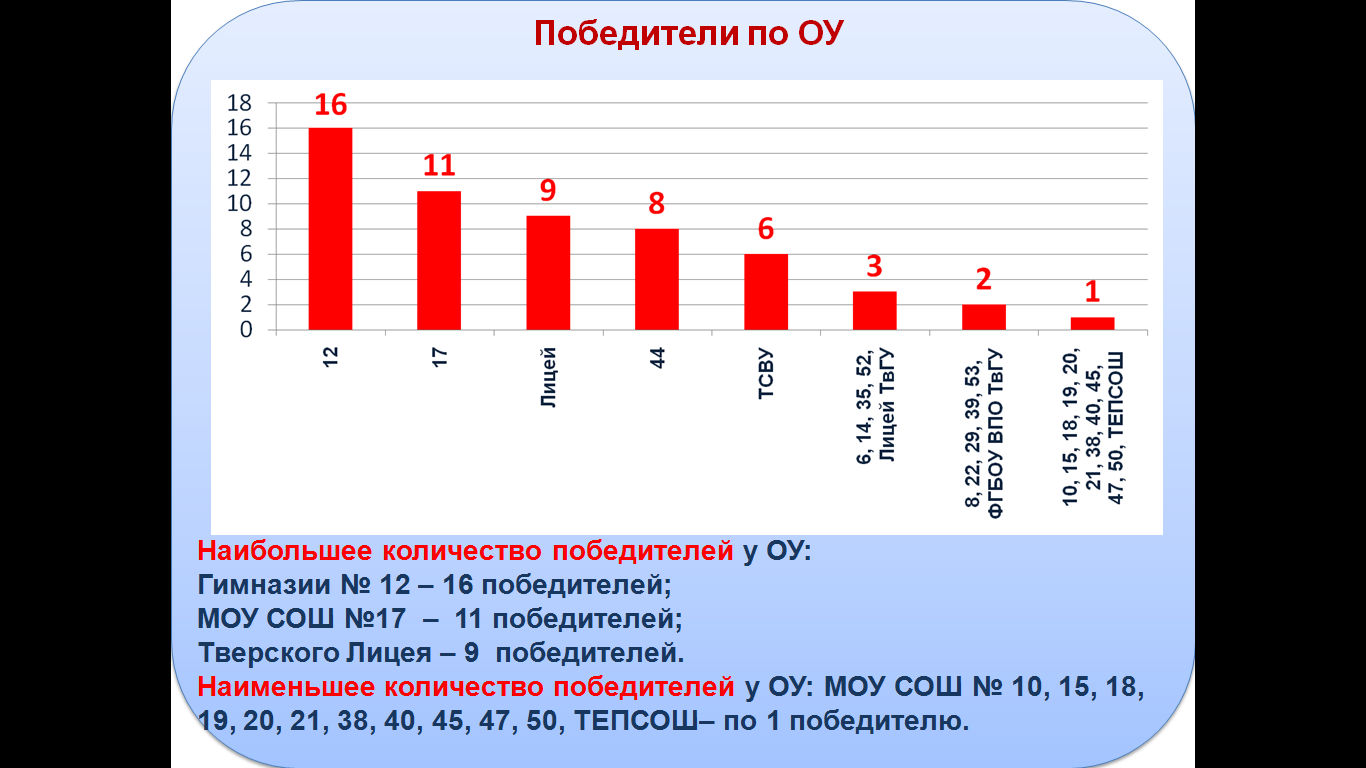 Победители по ОУ
18
16
14
12
10
8
6
4
2
0
16
11
9
8
6
3
2
1
12
17
Лицей
44
ТСВУ
6, 14, 35, 52,
Лицей ТвГУ
8, 22, 29, 39, 53,
ФГБОУ ВПО ТвГУ
10, 15, 18, 19, 20,
21, 38, 40, 45,
47, 50, ТЕПСОШ
Наибольшее количество победителей у ОУ:
Гимназии № 12 – 16 победителей;
МОУ СОШ №17 – 11 победителей;
Тверского Лицея – 9 победителей.
Наименьшее количество победителей у ОУ: МОУ СОШ № 10, 15, 18,
19, 20, 21, 38, 40, 45, 47, 50, ТЕПСОШ– по 1 победителю.